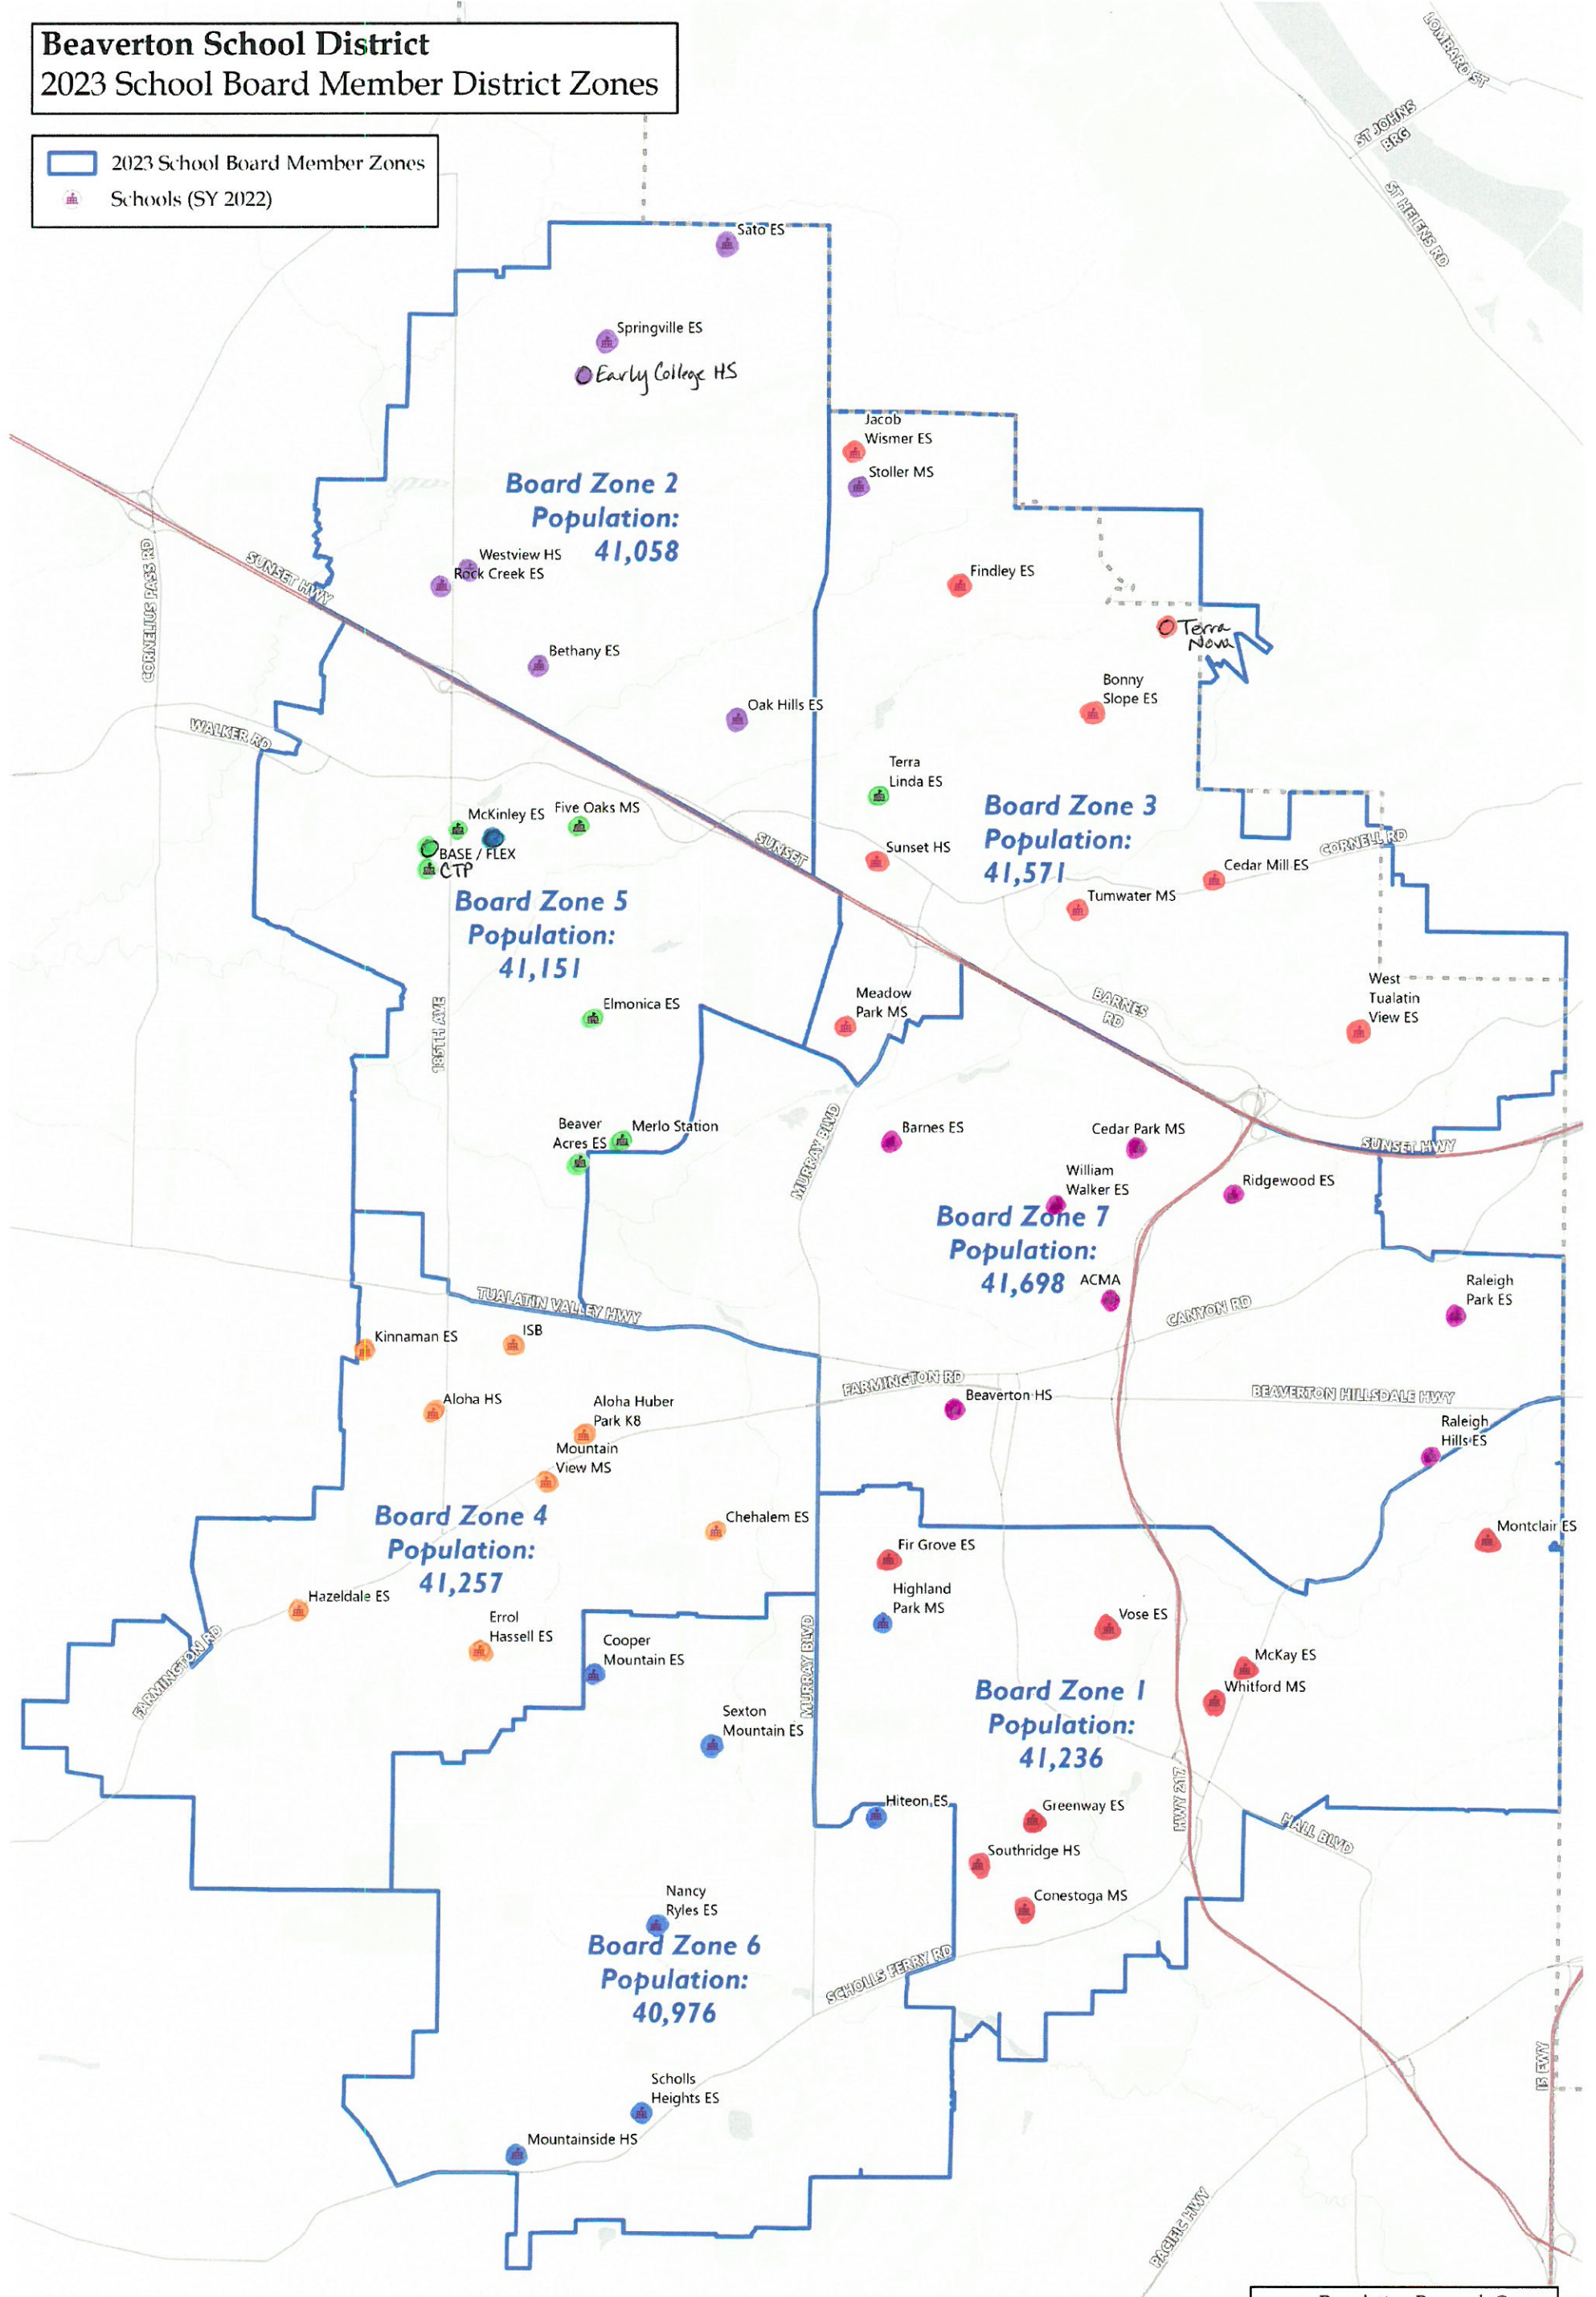 Beaverton School District
2023 School Board Member District Zones
2023 School Board Member Zones
Schools (SY 2022)
LOMBARD ST
ST JOHNS
BRG
ST HELENS RD
Sato ES
Springville ES
Early College HS
Jacob
Wismer ES
Stoller MS
Board Zone 2
Population:
41,058
Westview HS
Rock Creek ES
SUNSET HWY
CORNELIUS PASS RD
Findley ES
Terra
Nova
Bethany ES
Bonny
Slope ES
Oak Hills ES
WALKER RD
Terra
Linda ES
Board Zone 3
Population:
41,571
McKinley ES
Five Oaks MS
BASE / FLEX
CTP
SUNSET
Sunset HS
CORNELL RD
Cedar Mill ES
Tumwater MS
Board Zone 5
Population:
41,151
Elmonica ES
185TH AVE
Meadow
Park MS
BARNES
RD
West
Tualatin
View ES
Beaver
Acres ES
Merlo Station
MURRAY BLVD
Barnes ES
Cedar Park MS
SUNSET HWY
William
Walker ES
Ridgewood ES
Board Zone 7
Population:
41,698
ACMA
Raleigh
Park ES
CANYON RD
TUALATIN VALLEY HWY
Kinnaman ES
ISB
Aloha HS
Aloha Huber
Park K8
FARMINGTON RD
Beaverton HS
BEAVERTON HILLSDALE HWY
Raleigh
Hills ES
Mountain
View MS
Board Zone 4
Population:
41,257
Chehalem ES
Montclair ES
Fir Grove ES
Highland
Park MS
Hazeldale ES
Errol
Hassell ES
Vose ES
FARMINGTON RD
Cooper
Mountain ES
MURRAY BLVD
McKay ES
Whitford MS
Board Zone 1
Population:
41,236
Sexton
Mountain ES
Hiteon ES
Greenway ES
217 HWY
HALL BLVD
Southridge HS
Conestoga MS
Nancy
Ryles ES
Board Zone 6
Population:
40,976
SCHOLLS FERRY RD
I5 FWY
Scholls
Heights ES
Mountainside HS
PACIFIC HWY